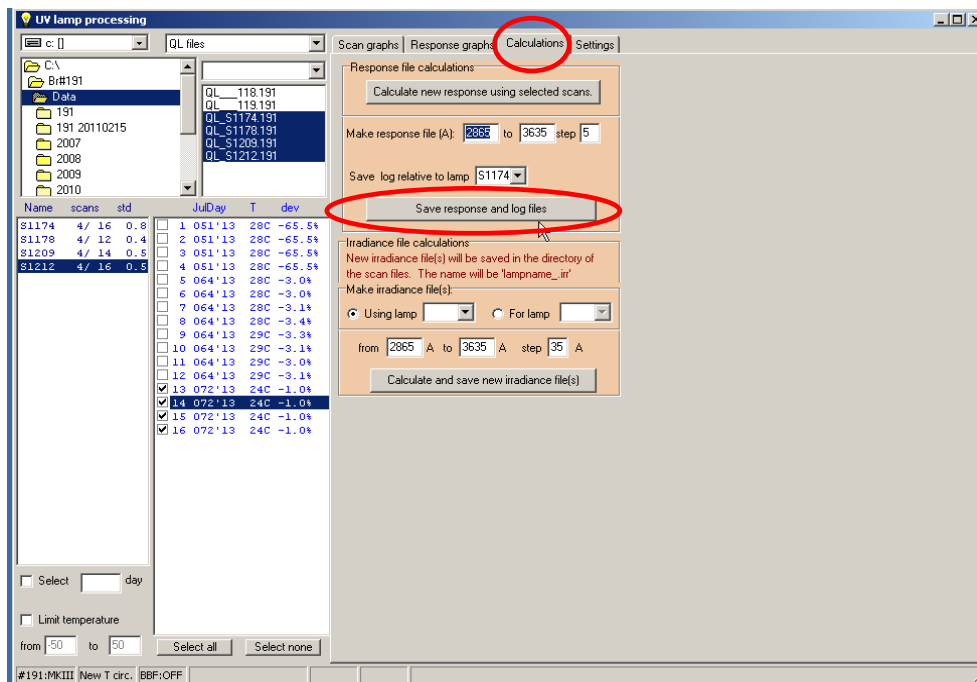 UV lamp processing
c: []
QL files
Scan graphs Response graphs Calculations Settings
C:\
Br#191
Data
191
191 20110215
2007
2008
2009
2010
QL___118.191
QL___119.191
QL_S1174.191
QL_S1178.191
QL_S1209.191
QL_S1212.191
Name scans std
S1174 4/ 16 0.8
S1178 4/ 12 0.4
S1209 4/ 14 0.5
S1212 4/ 16 0.5
JulDay T dev
1 051'13 28C -65.5%
2 051'13 28C -65.5%
3 051'13 28C -65.5%
4 051'13 28C -65.5%
5 064'13 28C -3.0%
6 064'13 28C -3.0%
7 064'13 28C -3.1%
8 064'13 28C -3.4%
9 064'13 29C -3.3%
10 064'13 29C -3.1%
11 064'13 29C -3.0%
12 064'13 29C -3.1%
13 072'13 24C -1.0%
14 072'13 24C -1.0%
15 072'13 24C -1.0%
16 072'13 24C -1.0%
Select day
Limit temperature
from -50 to 50
Select all Select none
Response file calculations
Calculate new response using selected scans.
Make response file (A): 2865 to 3635 step 5
Save log relative to lamp S1174
Save response and log files
Irradiance file calculations
New irradiance file(s) will be saved in the directory of
the scan files. The name will be 'lampname_.irr'
Make irradiance file(s):
Using lamp For lamp
from 2865 A to 3635 A step 35 A
Calculate and save new irradiance file(s)
#191:MKIII New T circ. BBF:OFF